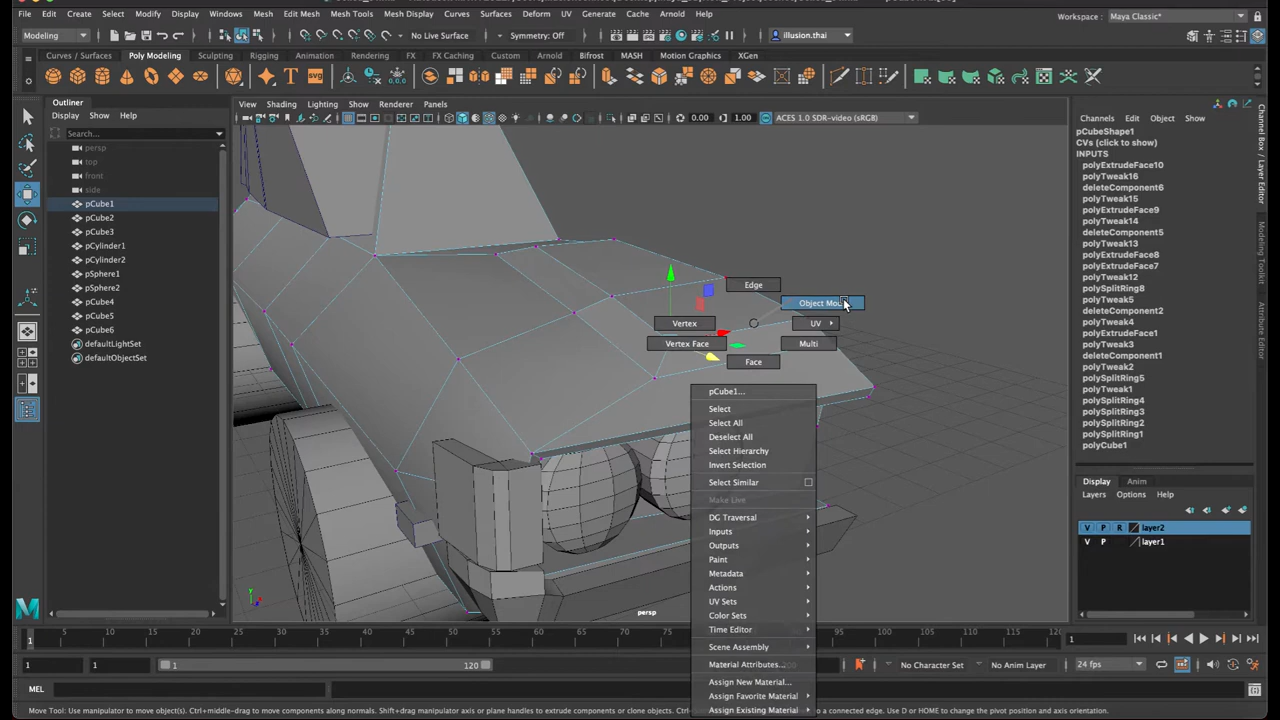 File Edit Create Select Modify Display Windows Mesh Edit Mesh Mesh Tools Mesh Display Curves Surfaces Deform UV Generate Cache Arnold Help
Workspace : Maya Classic*
Modeling
No Live Surface
Symmetry: Off
illusion.thai
Curves / Surfaces Poly Modeling Sculpting Rigging Animation Rendering FX FX Caching Custom Arnold Bifrost MASH Motion Graphics XGen
Outliner
Display Show Help
Search...
persp
top
front
side
pCube1
pCube2
pCube3
pCylinder1
pCylinder2
pSphere1
pSphere2
pCube4
pCube5
pCube6
defaultLightSet
defaultObjectSet
View Shading Lighting Show Renderer Panels
0.00 1.00 ACES 1.0 SDR-video (sRGB)
Edge
Vertex
UV
Vertex Face
Multi
Face
pCube1...
Select
Select All
Deselect All
Select Hierarchy
Invert Selection
Select Similar
Make Live
DG Traversal
Inputs
Outputs
Paint
Metadata
Actions
UV Sets
Color Sets
Time Editor
Scene Assembly
Material Attributes...
Assign New Material...
Assign Favorite Material
Assign Existing Material
persp
Channels Edit Object Show
pCubeShape1
CVs (click to show)
INPUTS
polyExtrudeFace10
polyTweak16
deleteComponent6
polyTweak15
polyExtrudeFace9
polyTweak14
deleteComponent5
polyTweak13
polyExtrudeFace8
polyExtrudeFace7
polyTweak12
polySplitRing8
polyTweak5
deleteComponent2
polyTweak4
polyExtrudeFace1
polyTweak3
deleteComponent1
polyTweak2
polySplitRing5
polyTweak1
polySplitRing4
polySplitRing3
polySplitRing2
polySplitRing1
polyCube1
Display Anim
Layers Options Help
V P R layer2
V P layer1
Channel Box / Layer Editor
Modeling Toolkit
Attribute Editor
1 5 10 15 20 25 30 35 40 45 50 55 60 65 70 75 95 100 105 110 115 120
1
1 1 1 120
No Character Set
No Anim Layer
24 fps
MEL